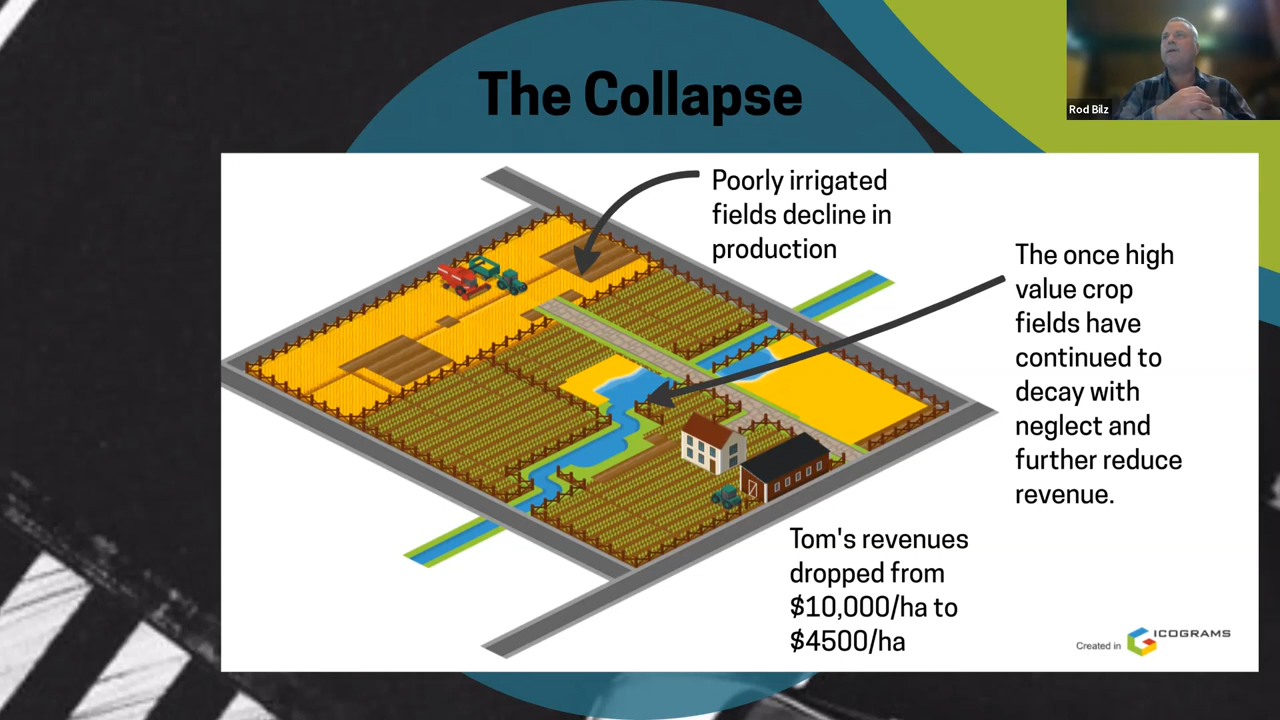 The Collapse
Rod Bilz
Poorly irrigated
fields decline in
production
The once high
value crop
fields have
continued to
decay with
neglect and
further reduce
revenue.
Tom's revenues
dropped from
$10,000/ha to
$4500/ha
Created in ICOGRAMS